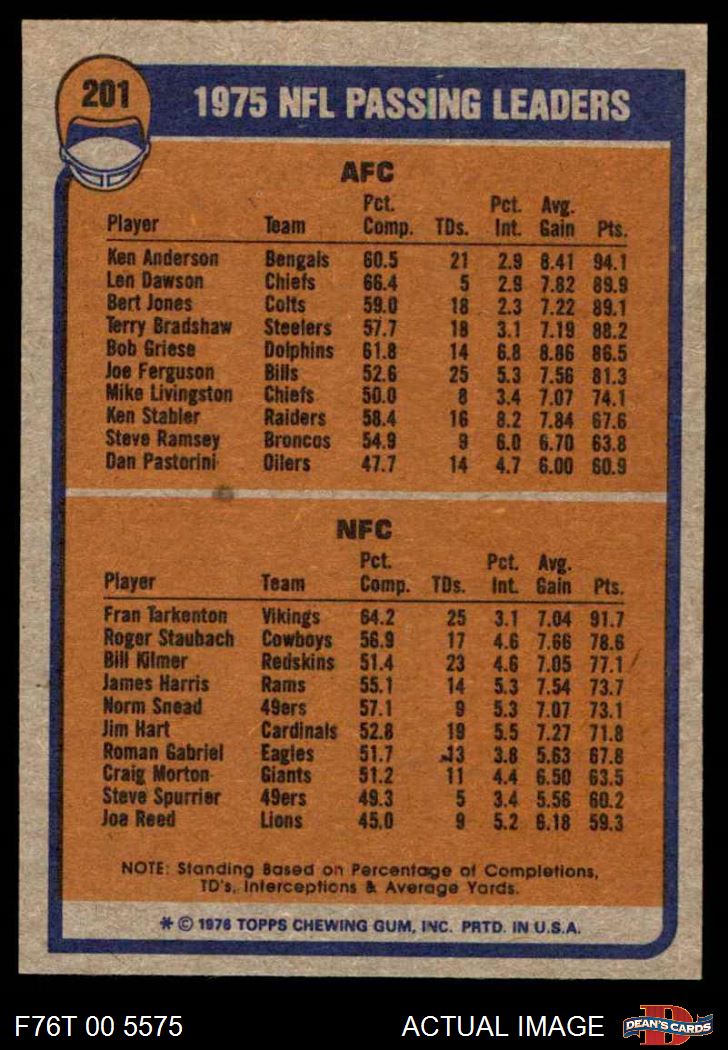 201
1975 NFL PASSING LEADERS
AFC
Pct. Pct. Avg.
Player Team Comp. TDs. Int. Gain Pts.
Ken Anderson Bengals 60.5 21 2.9 8.41 94.1
Len Dawson Chiefs 66.4 5 2.9 7.82 89.9
Bert Jones Colts 59.0 18 2.3 7.22 89.1
Terry Bradshaw Steelers 57.7 18 3.1 7.19 88.2
Bob Griese Dolphins 61.8 14 6.8 8.86 86.5
Joe Ferguson Bills 52.6 25 5.3 7.56 81.3
Mike Livingston Chiefs 50.0 8 3.4 7.07 74.1
Ken Stabler Raiders 58.4 16 8.2 7.84 67.6
Steve Ramsey Broncos 54.9 9 6.0 6.70 63.8
Dan Pastorini Oilers 47.7 14 4.7 6.00 60.9
NFC
Pct. Pct. Avg.
Player Team Comp. TDs. Int. Gain Pts.
Fran Tarkenton Vikings 64.2 25 3.1 7.04 91.7
Roger Staubach Cowboys 56.9 17 4.6 7.66 78.6
Bill Kilmer Redskins 51.4 23 4.6 7.05 77.1
James Harris Rams 55.1 14 5.3 7.54 73.7
Norm Snead 49ers 57.1 9 5.3 7.07 73.1
Jim Hart Cardinals 52.8 19 5.5 7.27 71.8
Roman Gabriel Eagles 51.7 13 3.8 5.63 67.8
Craig Morton Giants 51.2 11 4.4 6.50 63.5
Steve Spurrier 49ers 49.3 5 3.4 5.56 60.2
Joe Reed Lions 45.0 9 5.2 6.18 59.3
NOTE: Standing Based on Percentage of Completions,
TD's, Interceptions & Average Yards.
* © 1976 TOPPS CHEWING GUM, INC. PRTD. IN U.S.A.
F76T 00 5575 ACTUAL IMAGE DEAN'S CARDS